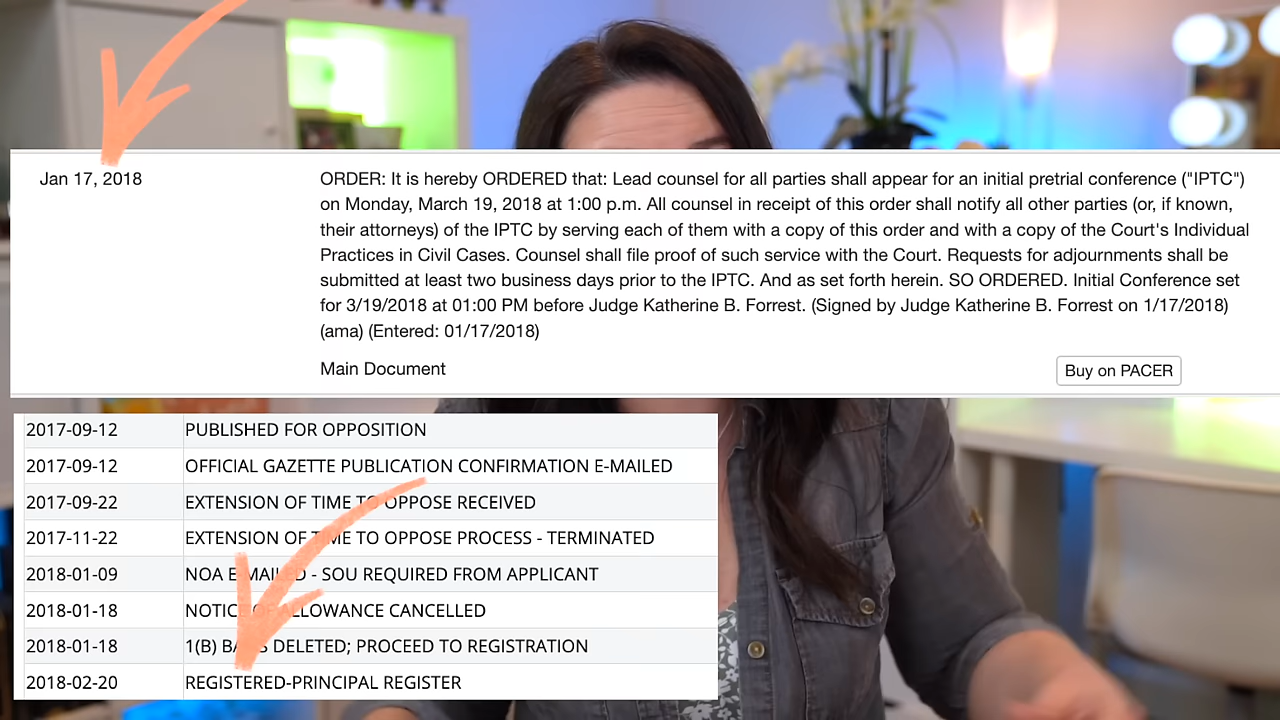 Jan 17, 2018
ORDER: It is hereby ORDERED that: Lead counsel for all parties shall appear for an initial pretrial conference ("IPTC")
on Monday, March 19, 2018 at 1:00 p.m. All counsel in receipt of this order shall notify all other parties (or, if known,
their attorneys) of the IPTC by serving each of them with a copy of this order and with a copy of the Court's Individual
Practices in Civil Cases. Counsel shall file proof of such service with the Court. Requests for adjournments shall be
submitted at least two business days prior to the IPTC. And as set forth herein. SO ORDERED. Initial Conference set
for 3/19/2018 at 01:00 PM before Judge Katherine B. Forrest. (Signed by Judge Katherine B. Forrest on 1/17/2018)
(ama) (Entered: 01/17/2018)
Main Document
Buy on PACER
2017-09-12 PUBLISHED FOR OPPOSITION
2017-09-12 OFFICIAL GAZETTE PUBLICATION CONFIRMATION E-MAILED
2017-09-22 EXTENSION OF TIME TO OPPOSE RECEIVED
2017-11-22 EXTENSION OF TIME TO OPPOSE PROCESS - TERMINATED
2018-01-09 NOA E-MAILED - SOU REQUIRED FROM APPLICANT
2018-01-18 NOTICE OF ALLOWANCE CANCELLED
2018-01-18 1(B) BASIS DELETED; PROCEED TO REGISTRATION
2018-02-20 REGISTERED-PRINCIPAL REGISTER